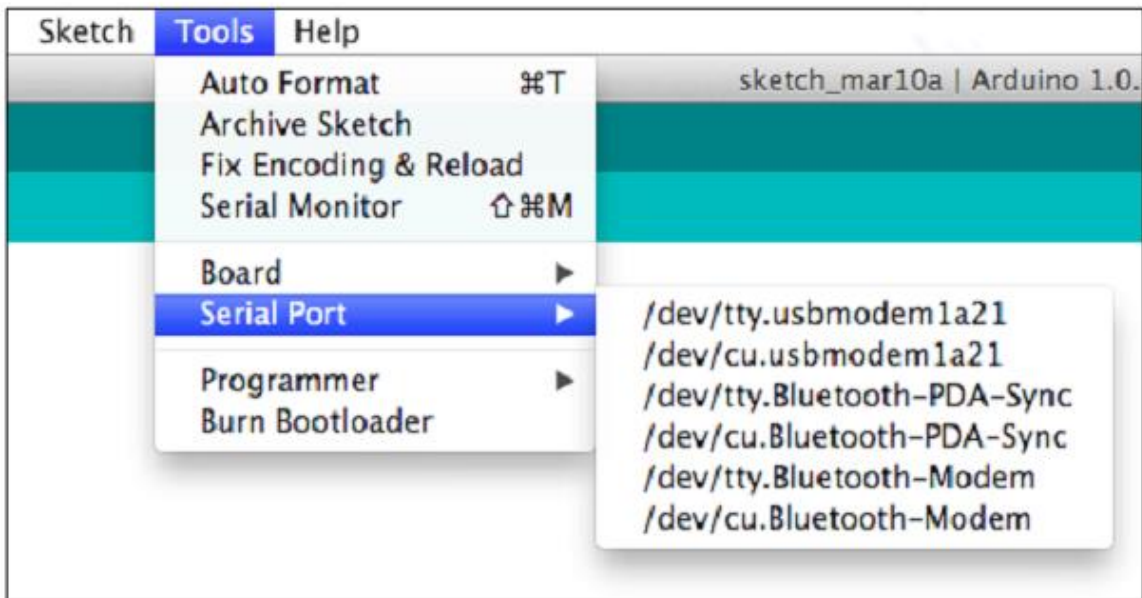 Sketch Tools Help
sketch_mar10a | Arduino 1.0.
Auto Format ⌘T
Archive Sketch
Fix Encoding & Reload
Serial Monitor ⇧⌘M
Board ▶
Serial Port ▶
/dev/tty.usbmodem1a21
/dev/cu.usbmodem1a21
/dev/tty.Bluetooth-PDA-Sync
/dev/cu.Bluetooth-PDA-Sync
/dev/tty.Bluetooth-Modem
/dev/cu.Bluetooth-Modem
Programmer ▶
Burn Bootloader